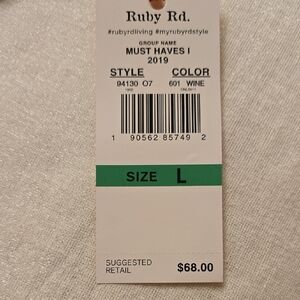 Ruby Rd.
#rubyrdliving #myrubyrdstyle
GROUP NAME
MUST HAVES I
2019
STYLE COLOR
94130 O7 601 WINE
1 90562 85749 2
SIZE L
SUGGESTED
RETAIL $68.00